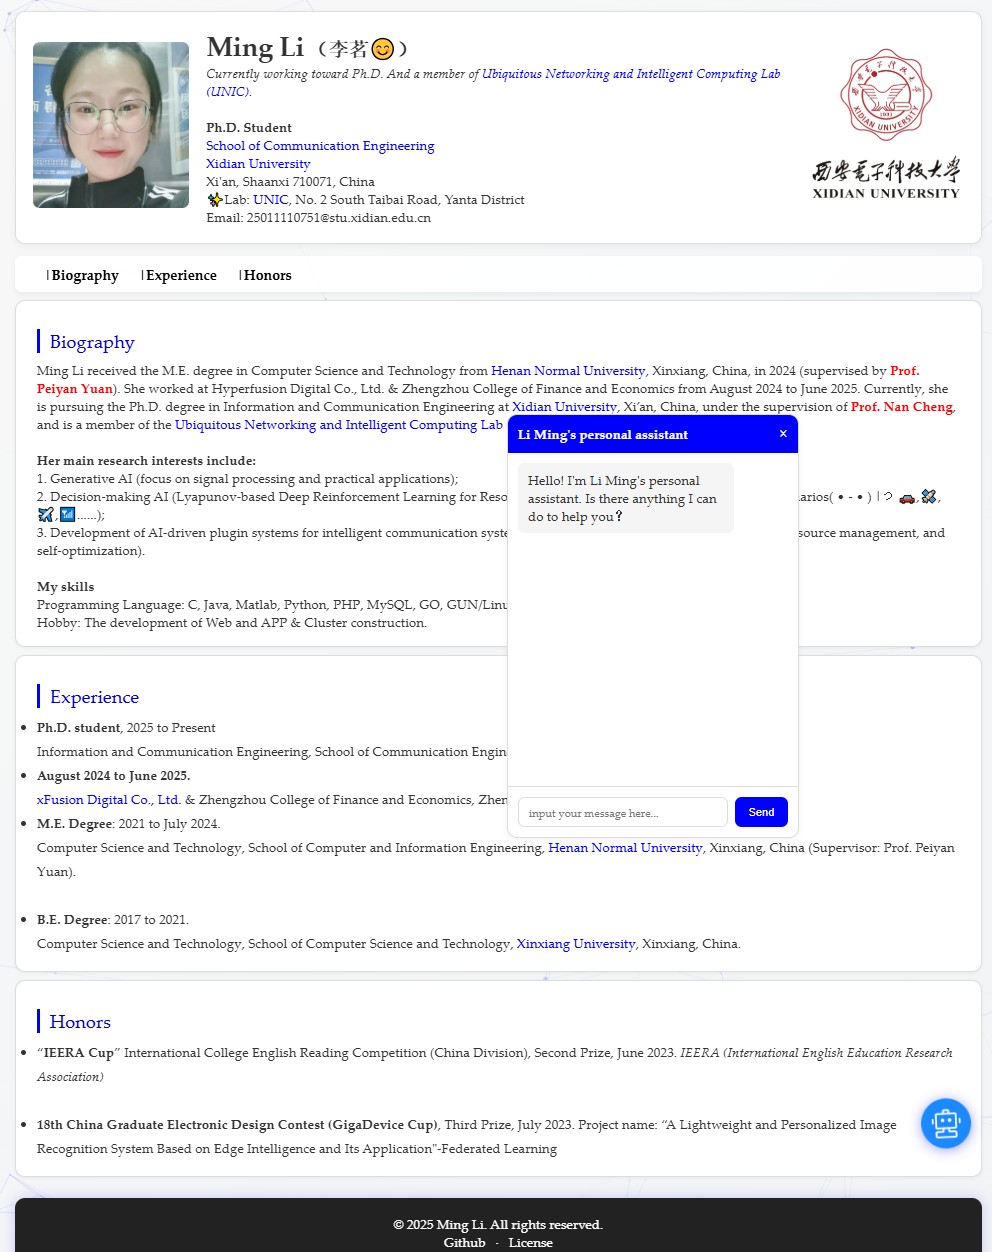 Ming Li （李茗😊）
Currently working toward Ph.D. And a member of Ubiquitous Networking and Intelligent Computing Lab
(UNIC).
Ph.D. Student
School of Communication Engineering
Xidian University
Xi'an, Shaanxi 710071, China
✨Lab: UNIC, No. 2 South Taibai Road, Yanta District
Email: 25011110751@stu.xidian.edu.cn
西安电子科技大学
1931
XIDIAN UNIVERSITY
西安电子科技大学
XIDIAN UNIVERSITY
|Biography |Experience |Honors
Biography
Ming Li received the M.E. degree in Computer Science and Technology from Henan Normal University, Xinxiang, China, in 2024 (supervised by Prof.
Peiyan Yuan). She worked at Hyperfusion Digital Co., Ltd. & Zhengzhou College of Finance and Economics from August 2024 to June 2025. Currently, she
is pursuing the Ph.D. degree in Information and Communication Engineering at Xidian University, Xi’an, China, under the supervision of Prof. Nan Cheng,
and is a member of the Ubiquitous Networking and Intelligent Computing Lab
Her main research interests include:
1. Generative AI (focus on signal processing and practical applications);
2. Decision-making AI (Lyapunov-based Deep Reinforcement Learning for Reso arios( • - • ) |つ 🚗,🛰,
✈,📶......);
3. Development of AI-driven plugin systems for intelligent communication syste source management, and
self-optimization).
My skills
Programming Language: C, Java, Matlab, Python, PHP, MySQL, GO, GUN/Linu
Hobby: The development of Web and APP & Cluster construction.
Li Ming's personal assistant ×
Hello! I'm Li Ming's personal
assistant. Is there anything I can
do to help you？
input your message here... Send
Experience
Ph.D. student, 2025 to Present
Information and Communication Engineering, School of Communication Engin
August 2024 to June 2025.
xFusion Digital Co., Ltd. & Zhengzhou College of Finance and Economics, Zhen
M.E. Degree: 2021 to July 2024.
Computer Science and Technology, School of Computer and Information Engineering, Henan Normal University, Xinxiang, China (Supervisor: Prof. Peiyan
Yuan).
B.E. Degree: 2017 to 2021.
Computer Science and Technology, School of Computer Science and Technology, Xinxiang University, Xinxiang, China.
Honors
“IEERA Cup” International College English Reading Competition (China Division), Second Prize, June 2023. IEERA (International English Education Research
Association)
18th China Graduate Electronic Design Contest (GigaDevice Cup), Third Prize, July 2023. Project name: “A Lightweight and Personalized Image
Recognition System Based on Edge Intelligence and Its Application"-Federated Learning
© 2025 Ming Li. All rights reserved.
Github · License